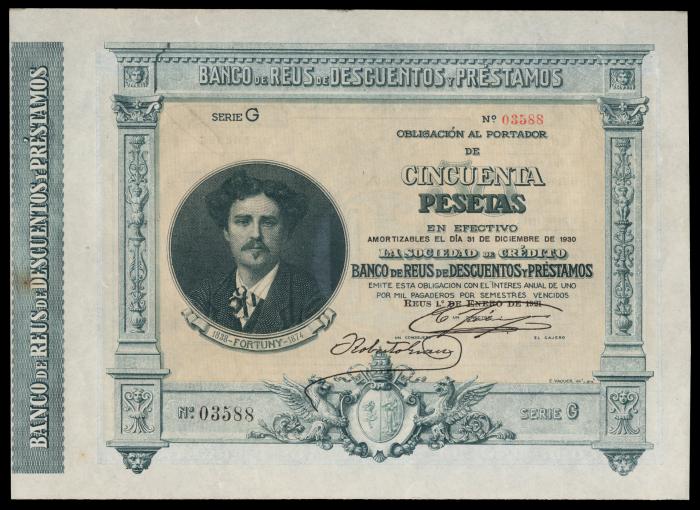 BANCO DE REUS DE DESCUENTOS Y PRÉSTAMOS
BANCO DE REUS DE DESCUENTOS Y PRÉSTAMOS
SERIE G
Nº 03588
OBLIGACIÓN AL PORTADOR
DE
CINCUENTA
PESETAS
EN EFECTIVO
AMORTIZABLES EL DÍA 31 DE DICIEMBRE DE 1930
LA SOCIEDAD DE CRÉDITO
BANCO DE REUS DE DESCUENTOS Y PRÉSTAMOS
EMITE ESTA OBLIGACION CON EL INTERES ANUAL DE UNO
POR MIL PAGADEROS POR SEMESTRES VENCIDOS
REUS 1º DE ENERO DE 1921
1838-FORTUNY-1874
UN CONSEJERO
EL CAJERO
Nº 03588
SERIE G